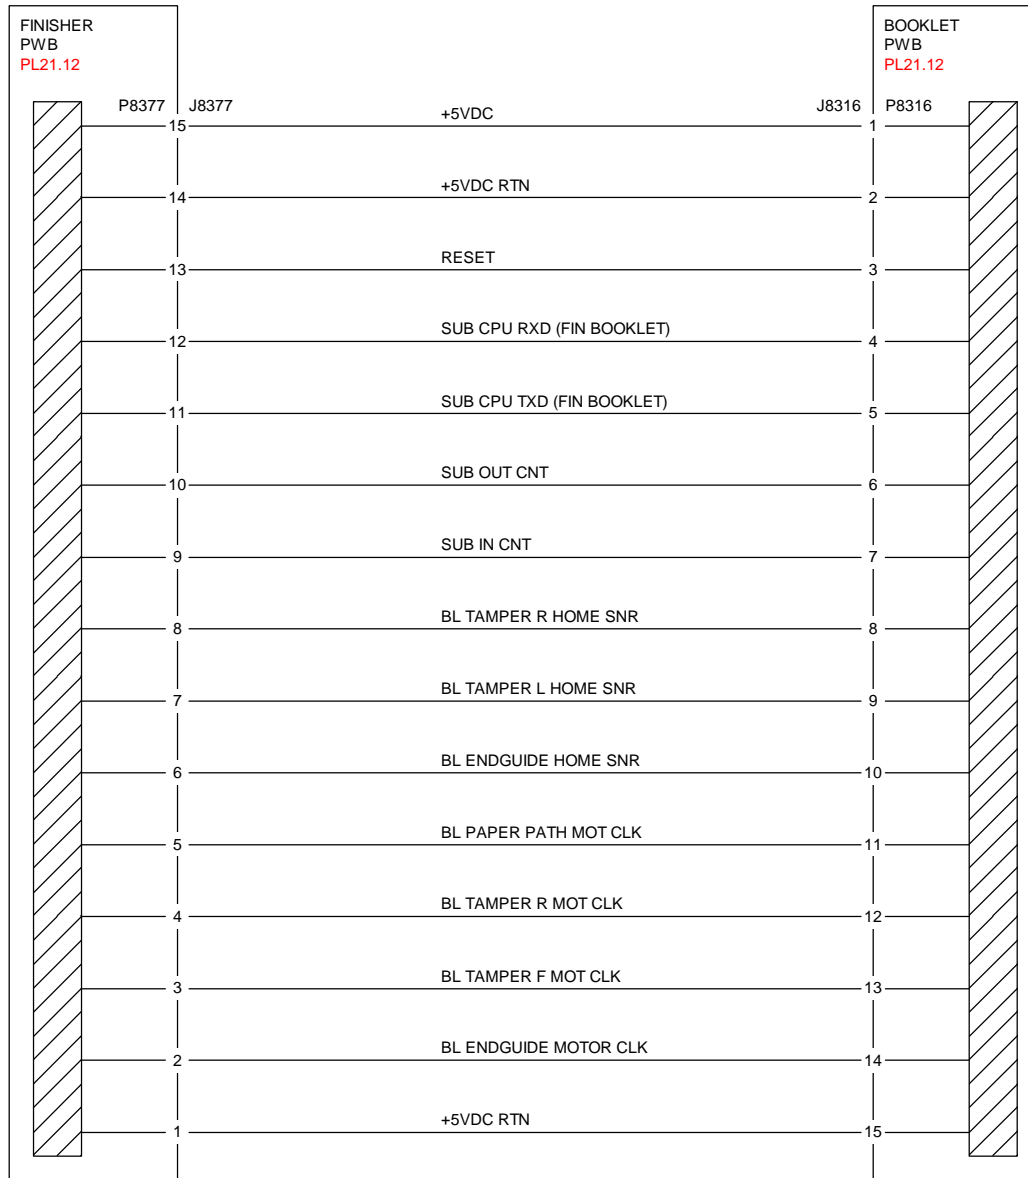 FINISHER
PWB
PL21.12
BOOKLET
PWB
PL21.12
P8377 J8377 J8316 P8316
15 +5VDC 1
14 +5VDC RTN 2
13 RESET 3
12 SUB CPU RXD (FIN BOOKLET) 4
11 SUB CPU TXD (FIN BOOKLET) 5
10 SUB OUT CNT 6
9 SUB IN CNT 7
8 BL TAMPER R HOME SNR 8
7 BL TAMPER L HOME SNR 9
6 BL ENDGUIDE HOME SNR 10
5 BL PAPER PATH MOT CLK 11
4 BL TAMPER R MOT CLK 12
3 BL TAMPER F MOT CLK 13
2 BL ENDGUIDE MOTOR CLK 14
1 +5VDC RTN 15